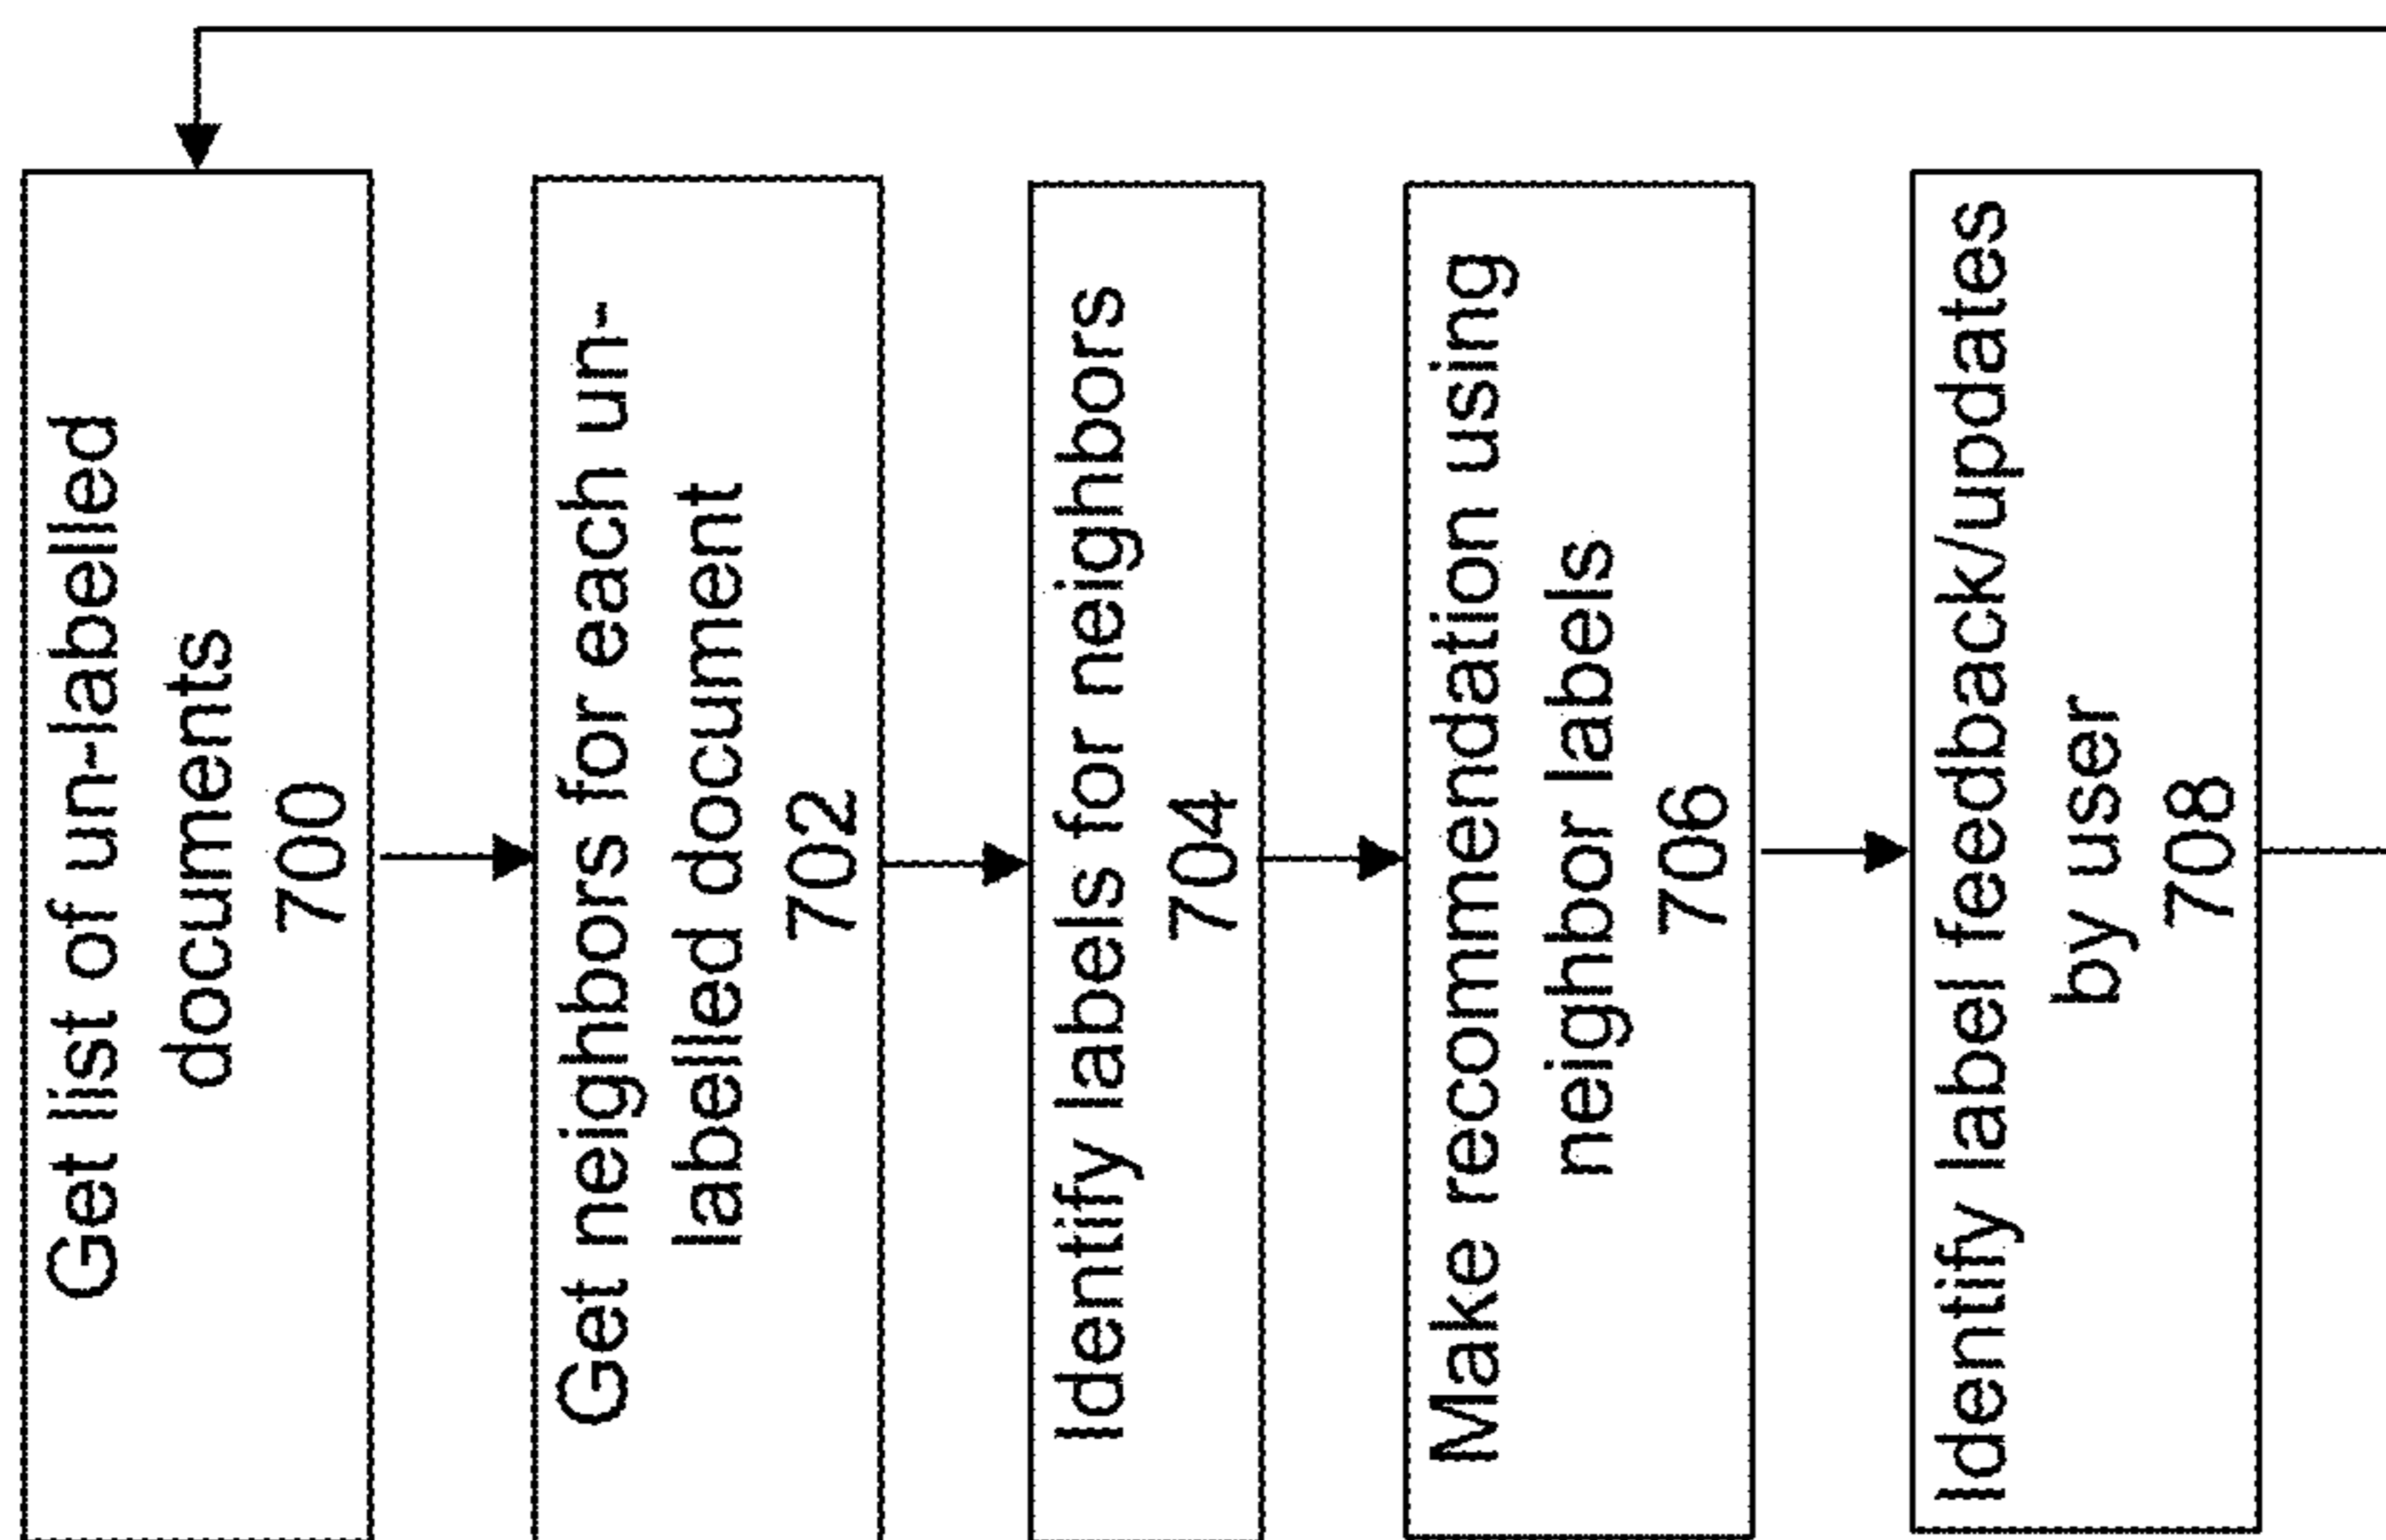 Get list of un-labelled
documents
700
Get neighbors for each un-
labelled document
702
Identify labels for neighbors
704
Make recommendation using
neighbor labels
706
Identify label feedback/updates
by user
708